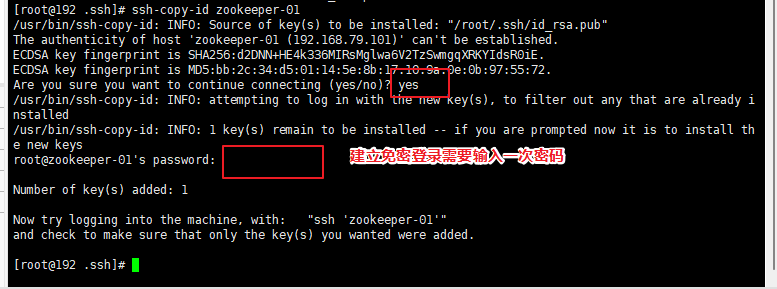 [root@192 .ssh]# ssh-copy-id zookeeper-01
/usr/bin/ssh-copy-id: INFO: Source of key(s) to be installed: "/root/.ssh/id_rsa.pub"
The authenticity of host 'zookeeper-01 (192.168.79.101)' can't be established.
ECDSA key fingerprint is SHA256:d2DNN+HE4k336MIRsMglwa6V2TzSwmgqXRKYIdsR0iE.
ECDSA key fingerprint is MD5:bb:2c:34:d5:01:14:5e:8b:17:10:9a:0e:0b:97:55:72.
Are you sure you want to continue connecting (yes/no)? yes
/usr/bin/ssh-copy-id: INFO: attempting to log in with the new key(s), to filter out any that are already i
nstalled
/usr/bin/ssh-copy-id: INFO: 1 key(s) remain to be installed -- if you are prompted now it is to install th
e new keys
root@zookeeper-01's password:
建立免密登录需要输入一次密码
Number of key(s) added: 1
Now try logging into the machine, with:   "ssh 'zookeeper-01'"
and check to make sure that only the key(s) you wanted were added.
[root@192 .ssh]#